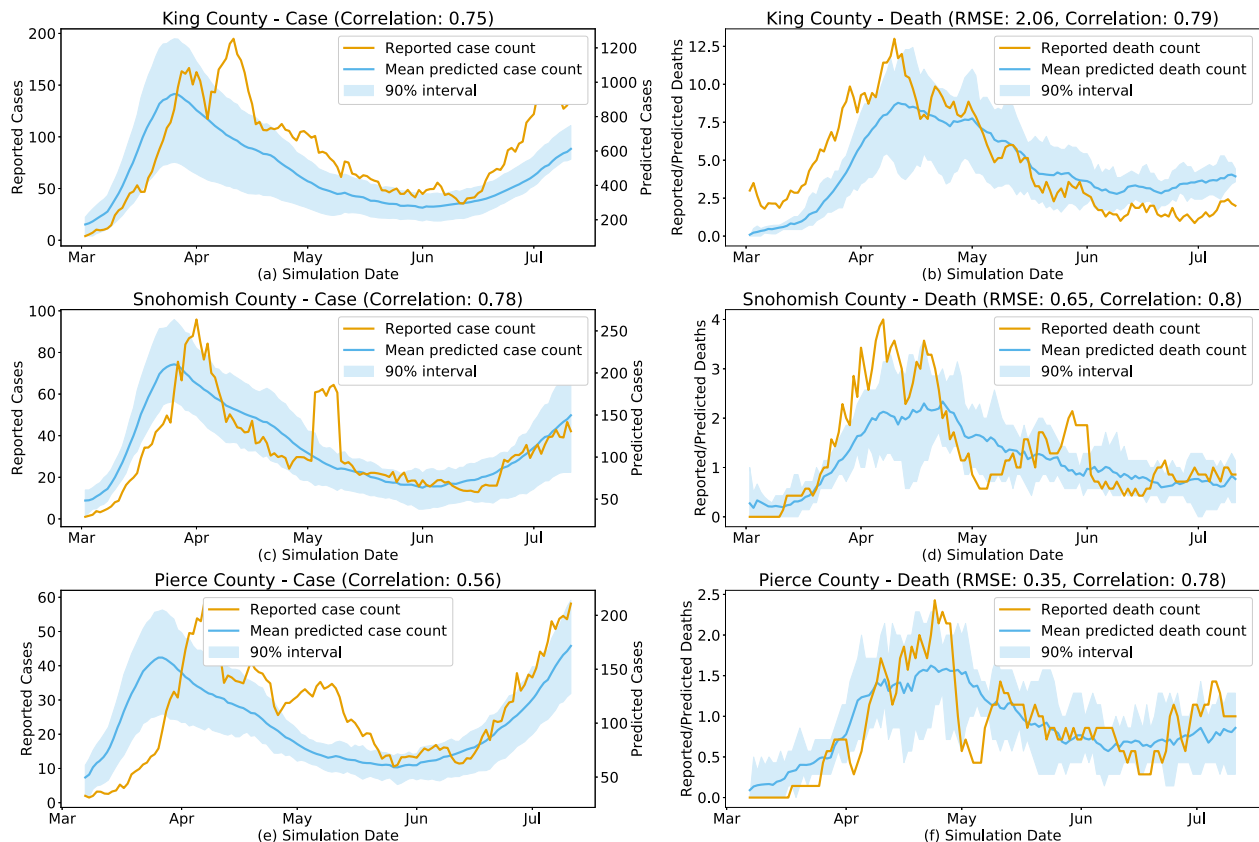 King County - Case (Correlation: 0.75)
200
150
100
50
0
Reported Cases
Reported case count
Mean predicted case count
90% interval
1200
1000
800
600
400
200
Predicted Cases
Mar
Apr
May
Jun
Jul
(a) Simulation Date
King County - Death (RMSE: 2.06, Correlation: 0.79)
12.5
10.0
7.5
5.0
2.5
0.0
Reported/Predicted Deaths
Reported death count
Mean predicted death count
90% interval
Mar
Apr
May
Jun
Jul
(b) Simulation Date
Snohomish County - Case (Correlation: 0.78)
100
80
60
40
20
0
Reported Cases
Reported case count
Mean predicted case count
90% interval
250
200
150
100
50
Predicted Cases
Mar
Apr
May
Jun
Jul
(c) Simulation Date
Snohomish County - Death (RMSE: 0.65, Correlation: 0.8)
4
3
2
1
0
Reported/Predicted Deaths
Reported death count
Mean predicted death count
90% interval
Mar
Apr
May
Jun
Jul
(d) Simulation Date
Pierce County - Case (Correlation: 0.56)
60
50
40
30
20
10
0
Reported Cases
Reported case count
Mean predicted case count
90% interval
200
150
100
50
Predicted Cases
Mar
Apr
May
Jun
Jul
(e) Simulation Date
Pierce County - Death (RMSE: 0.35, Correlation: 0.78)
2.5
2.0
1.5
1.0
0.5
0.0
Reported/Predicted Deaths
Reported death count
Mean predicted death count
90% interval
Mar
Apr
May
Jun
Jul
(f) Simulation Date